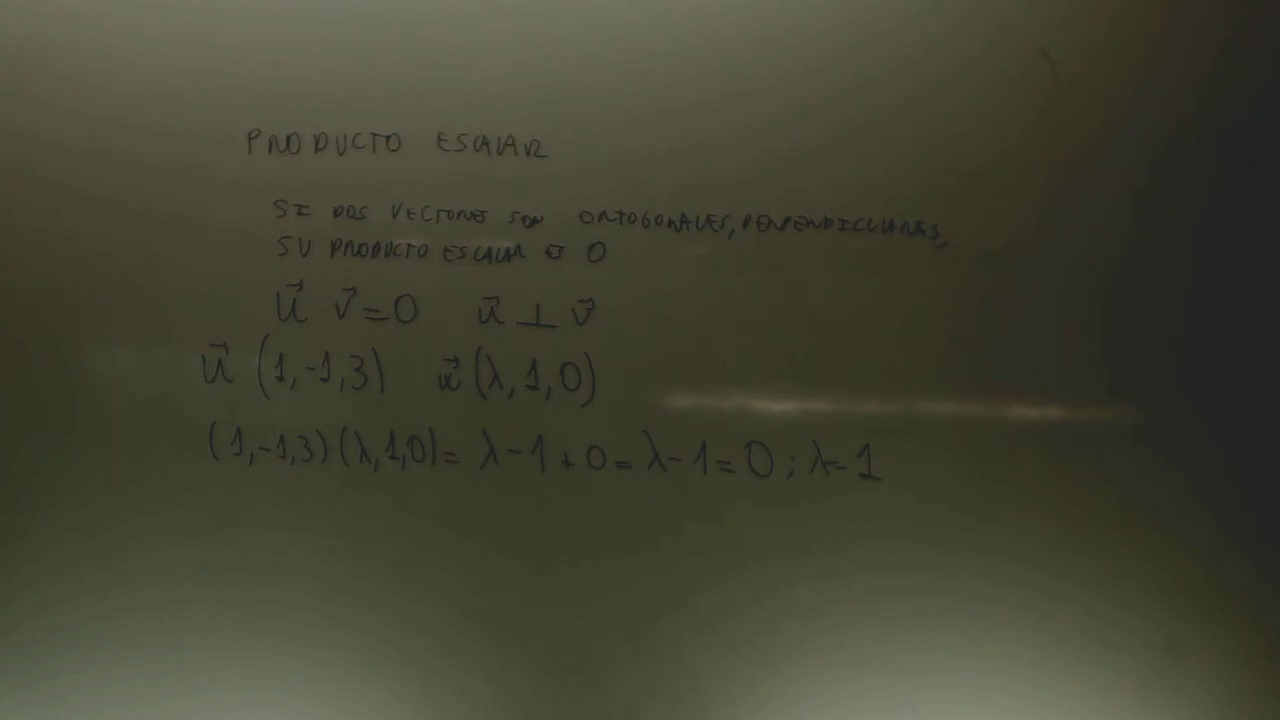 PRODUCTO ESCALAR
SI DOS VECTORES SON ORTOGONALES, PERPENDICULARES,
SU PRODUCTO ESCALAR ES 0
u⃗ v⃗ = 0 u⃗ ⊥ v⃗
u⃗ (1,-1,3) u⃗ (λ,1,0)
(1,-1,3)(λ,1,0) = λ-1+0 = λ-1 = 0 ; λ=1